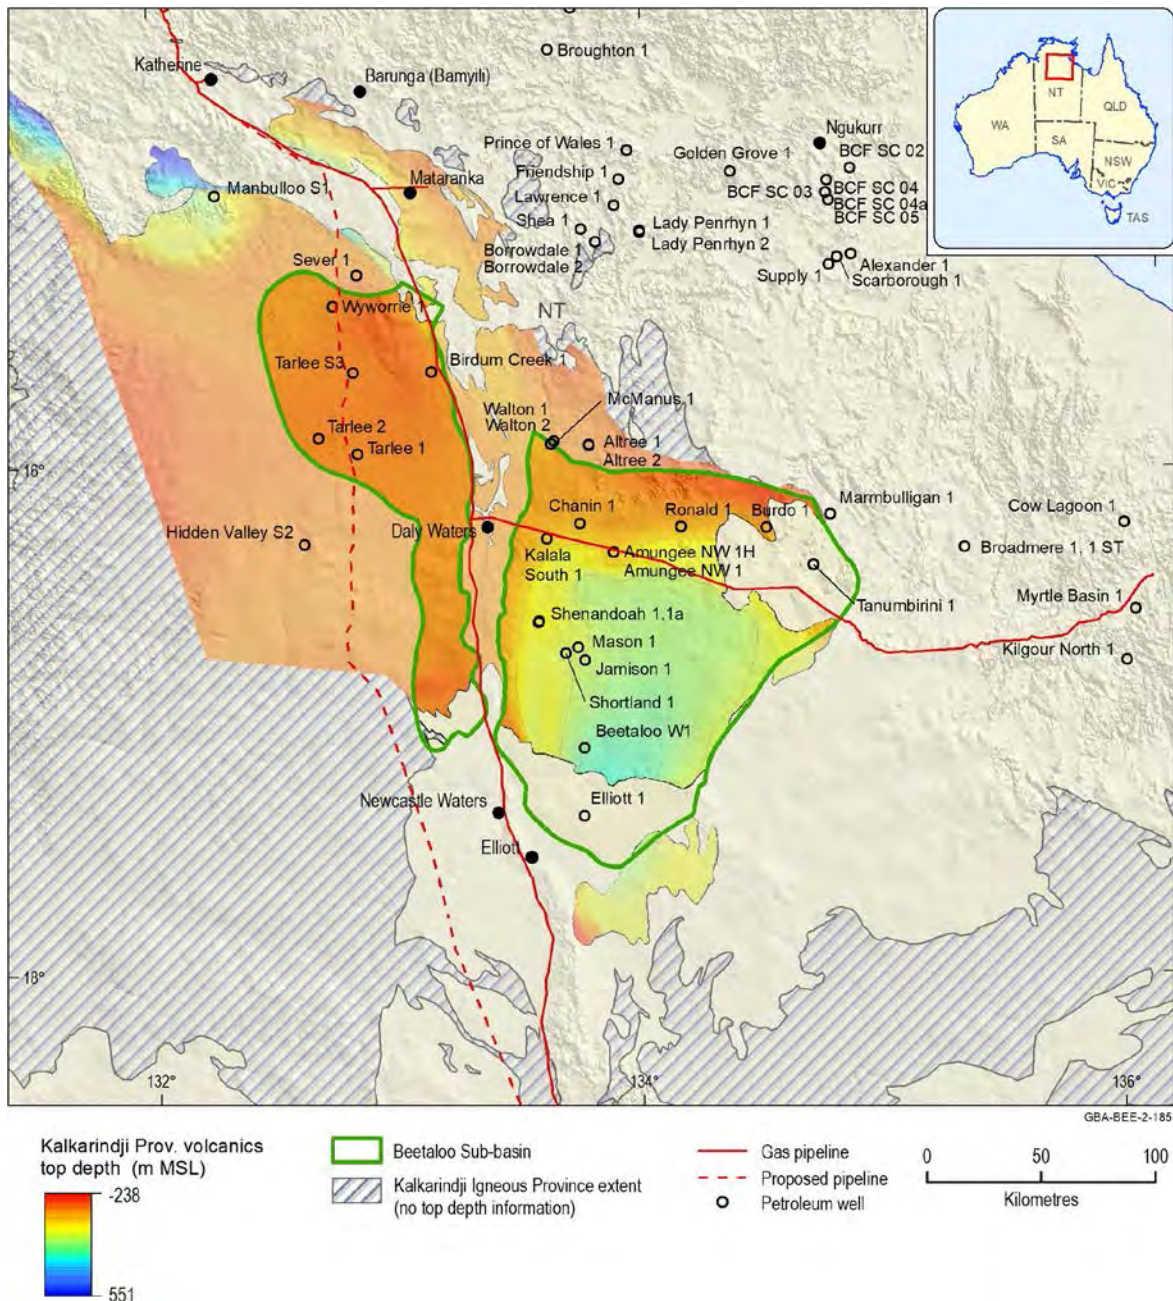 Broughton 1
Katherine
Barunga (Bamyili)
NT
QLD
WA
SA
NSW
VIC
TAS
Ngukurr
BCF SC 02
Prince of Wales 1
Golden Grove 1
Friendship 1
BCF SC 03
BCF SC 04
Manbulloo S1
Mataranka
Lawrence 1
BCF SC 04a
BCF SC 05
Shea 1
Lady Penrhyn 1
Lady Penrhyn 2
Borrowdale 1
Borrowdale 2
Alexander 1
Supply 1
Scarborough 1
Sever 1
Wyworrie 1
NT
Tarlee S3
Birdum Creek 1
McManus 1
Walton 1
Walton 2
Tarlee 2
Altree 1
Tarlee 1
Altree 2
18°
Marmbulligan 1
Chanin 1
Ronald 1
Burdo 1
Cow Lagoon 1
Hidden Valley S2
Daly Waters
Broadmere 1, 1 ST
Kalala
South 1
Amungee NW 1H
Amungee NW 1
Tanumbirini 1
Myrtle Basin 1
Shenandoah 1,1a
Mason 1
Kilgour North 1
Jamison 1
Shortland 1
Beetaloo W1
Newcastle Waters
Elliott 1
Elliott
18°
132°
134°
136°
GBA-BEE-2-185
Kalkarindji Prov. volcanics
top depth (m MSL)
-238
551
Beetaloo Sub-basin
Kalkarindji Igneous Province extent
(no top depth information)
Gas pipeline
Proposed pipeline
Petroleum well
0 50 100
Kilometres